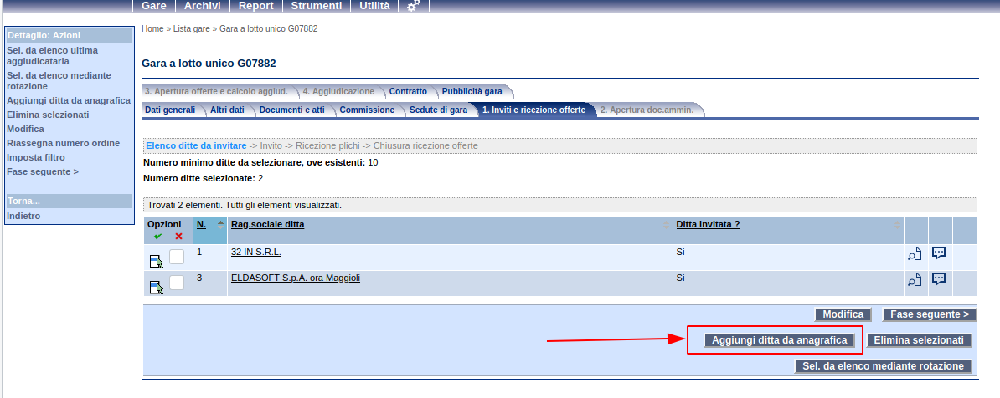 Gare Archivi Report Strumenti Utilità
Home » Lista gare » Gara a lotto unico G07882
Dettaglio: Azioni
Sel. da elenco ultima
aggiudicataria
Sel. da elenco mediante
rotazione
Aggiungi ditta da anagrafica
Elimina selezionati
Modifica
Riassegna numero ordine
Imposta filtro
Fase seguente >
Torna...
Indietro
Gara a lotto unico G07882
3. Apertura offerte e calcolo aggiud. 4. Aggiudicazione Contratto Pubblicità gara
Dati generali Altri dati Documenti e atti Commissione Sedute di gara 1. Inviti e ricezione offerte 2. Apertura doc.ammin.
Elenco ditte da invitare -> Invito -> Ricezione plichi -> Chiusura ricezione offerte
Numero minimo ditte da selezionare, ove esistenti: 10
Numero ditte selezionate: 2
Trovati 2 elementi. Tutti gli elementi visualizzati.
Opzioni N. Rag.sociale ditta Ditta invitata ?
1 32 IN S.R.L. Si
3 ELDASOFT S.p.A. ora Maggioli Si
Modifica Fase seguente >
Aggiungi ditta da anagrafica Elimina selezionati
Sel. da elenco mediante rotazione